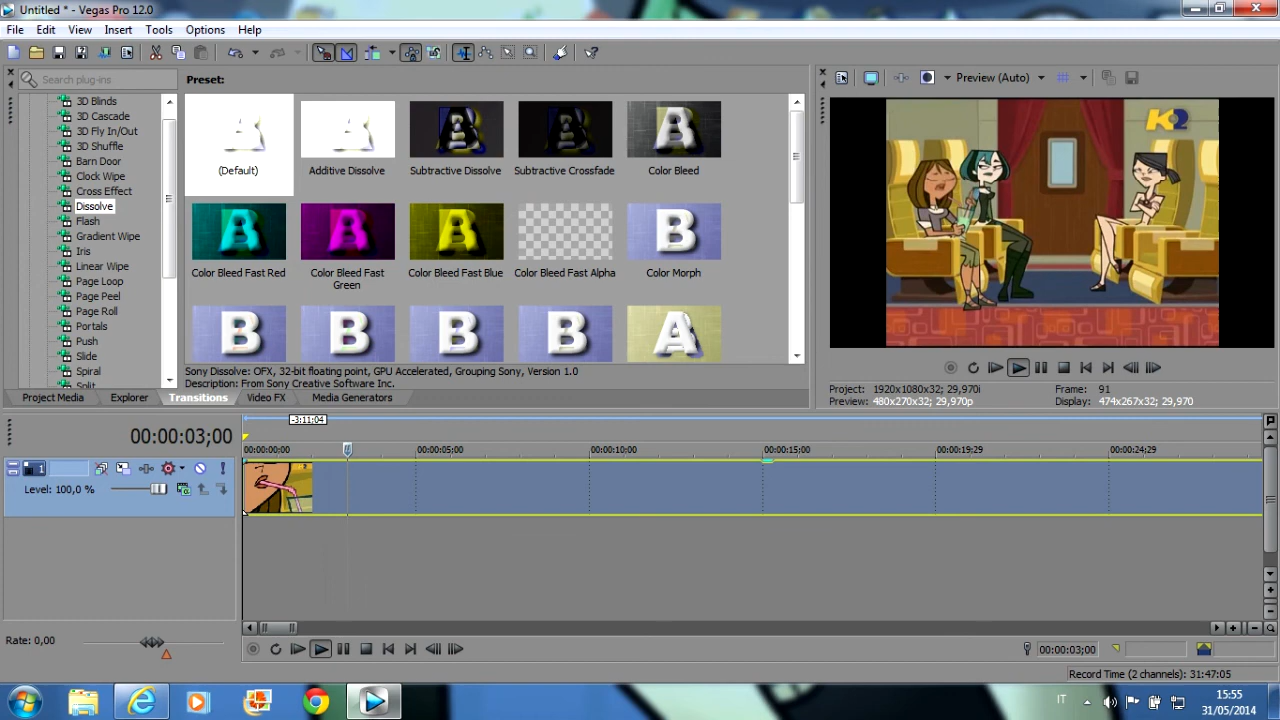 Untitled * - Vegas Pro 12.0
File Edit View Insert Tools Options Help
Search plug-ins
Preset:
Preview (Auto)
3D Blinds
3D Cascade
3D Fly In/Out
3D Shuffle
Barn Door
Clock Wipe
Cross Effect
Dissolve
Flash
Gradient Wipe
Iris
Linear Wipe
Page Loop
Page Peel
Page Roll
Portals
Push
Slide
Spiral
Split
(Default) Additive Dissolve Subtractive Dissolve Subtractive Crossfade Color Bleed
Color Bleed Fast Red Color Bleed Fast Green Color Bleed Fast Blue Color Bleed Fast Alpha Color Morph
K2
Sony Dissolve: OFX, 32-bit floating point, GPU Accelerated, Grouping Sony, Version 1.0
Description: From Sony Creative Software Inc.
Project Media Explorer Transitions Video FX Media Generators
Project: 1920x1080x32; 29,970i Frame: 91
Preview: 480x270x32; 29,970p Display: 474x267x32; 29,970
-3:11:04
00:00:03;00
00:00:00;00 00:00:05;00 00:00:10;00 00:00:15;00 00:00:19;29 00:00:24;29
1
Level: 100,0 %
Rate: 0,00
00:00:03;00
Record Time (2 channels): 31:47:05
IT
15:55
31/05/2014